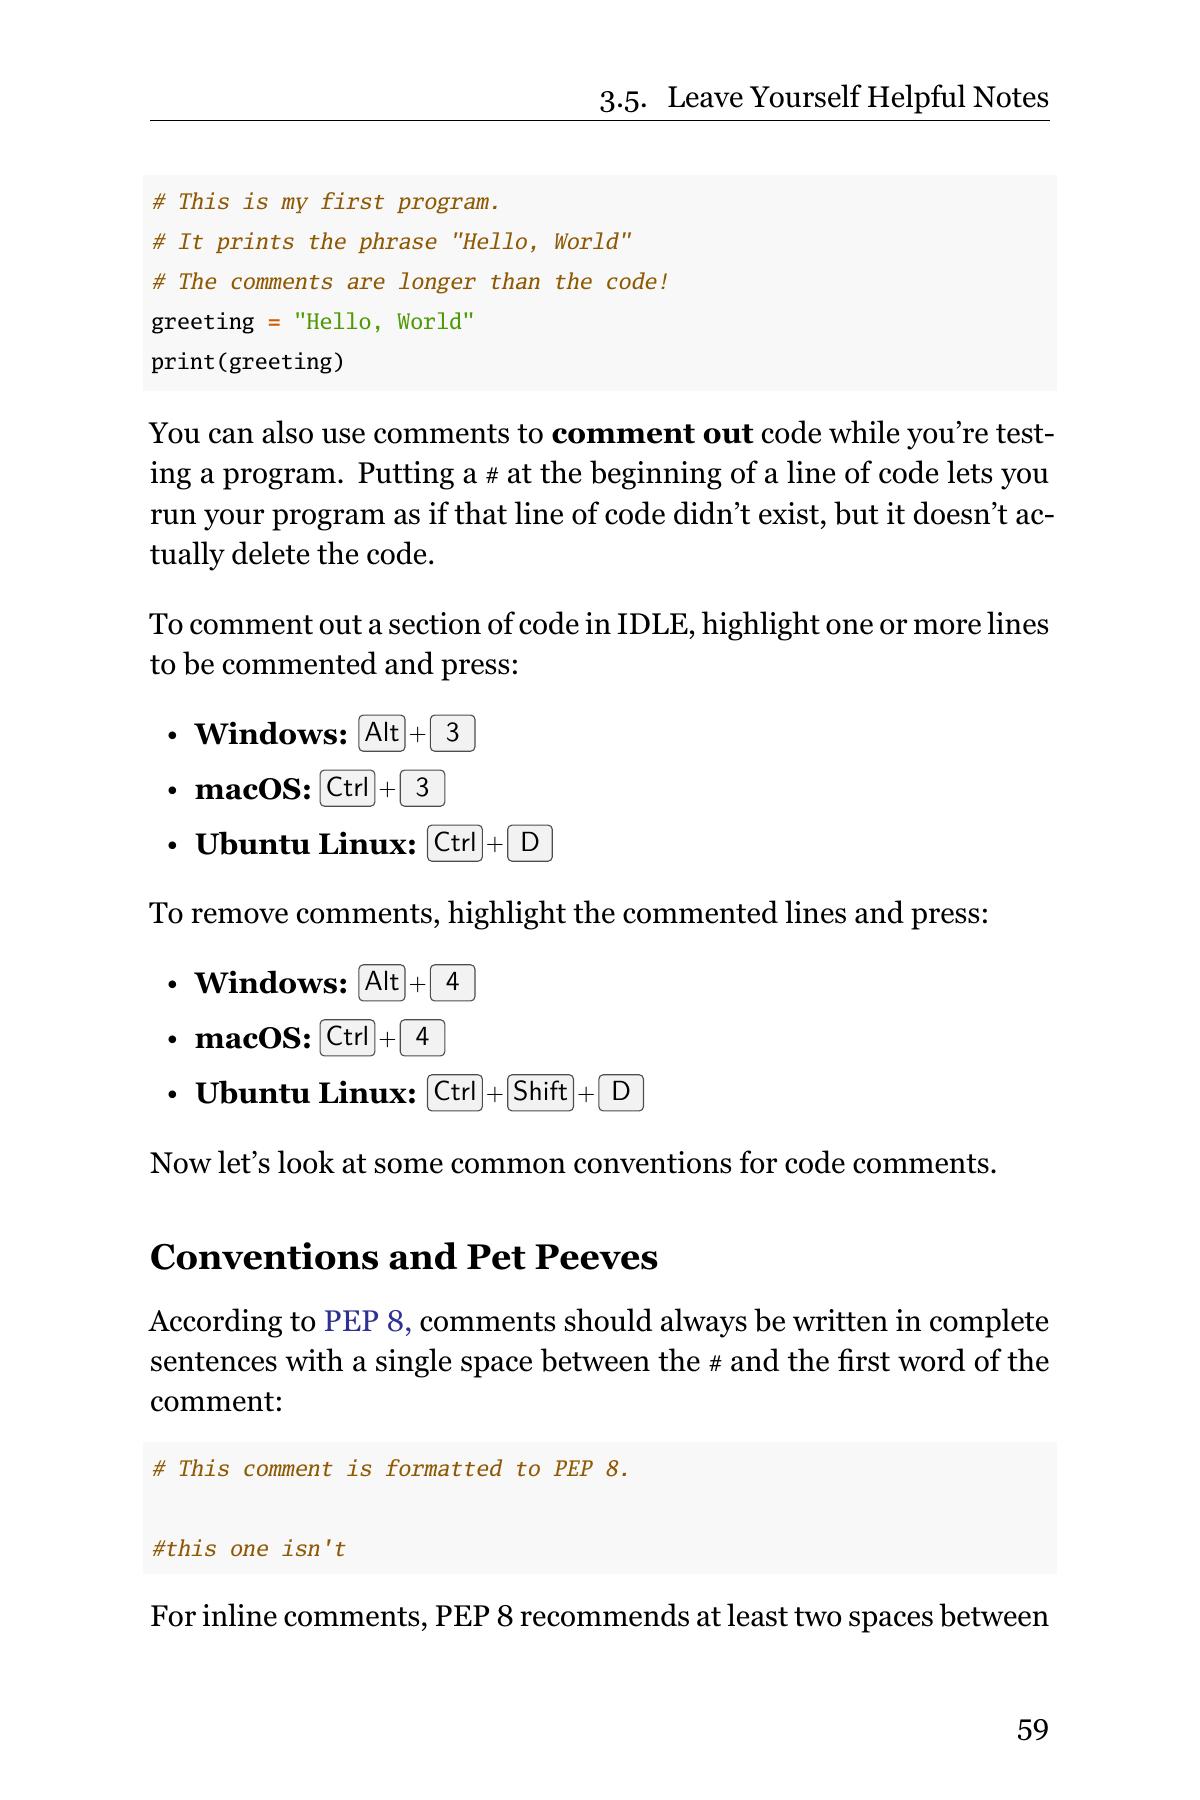 3.5. Leave Yourself Helpful Notes
# This is my first program.
# It prints the phrase "Hello, World"
# The comments are longer than the code!
greeting = "Hello, World"
print(greeting)
You can also use comments to comment out code while you’re test-
ing a program. Putting a # at the beginning of a line of code lets you
run your program as if that line of code didn’t exist, but it doesn’t ac-
tually delete the code.
To comment out a section of code in IDLE, highlight one or more lines
to be commented and press:
• Windows: Alt + 3
• macOS: Ctrl + 3
• Ubuntu Linux: Ctrl + D
To remove comments, highlight the commented lines and press:
• Windows: Alt + 4
• macOS: Ctrl + 4
• Ubuntu Linux: Ctrl + Shift + D
Now let’s look at some common conventions for code comments.
Conventions and Pet Peeves
According to PEP 8, comments should always be written in complete
sentences with a single space between the # and the first word of the
comment:
# This comment is formatted to PEP 8.
#this one isn't
For inline comments, PEP 8 recommends at least two spaces between
59